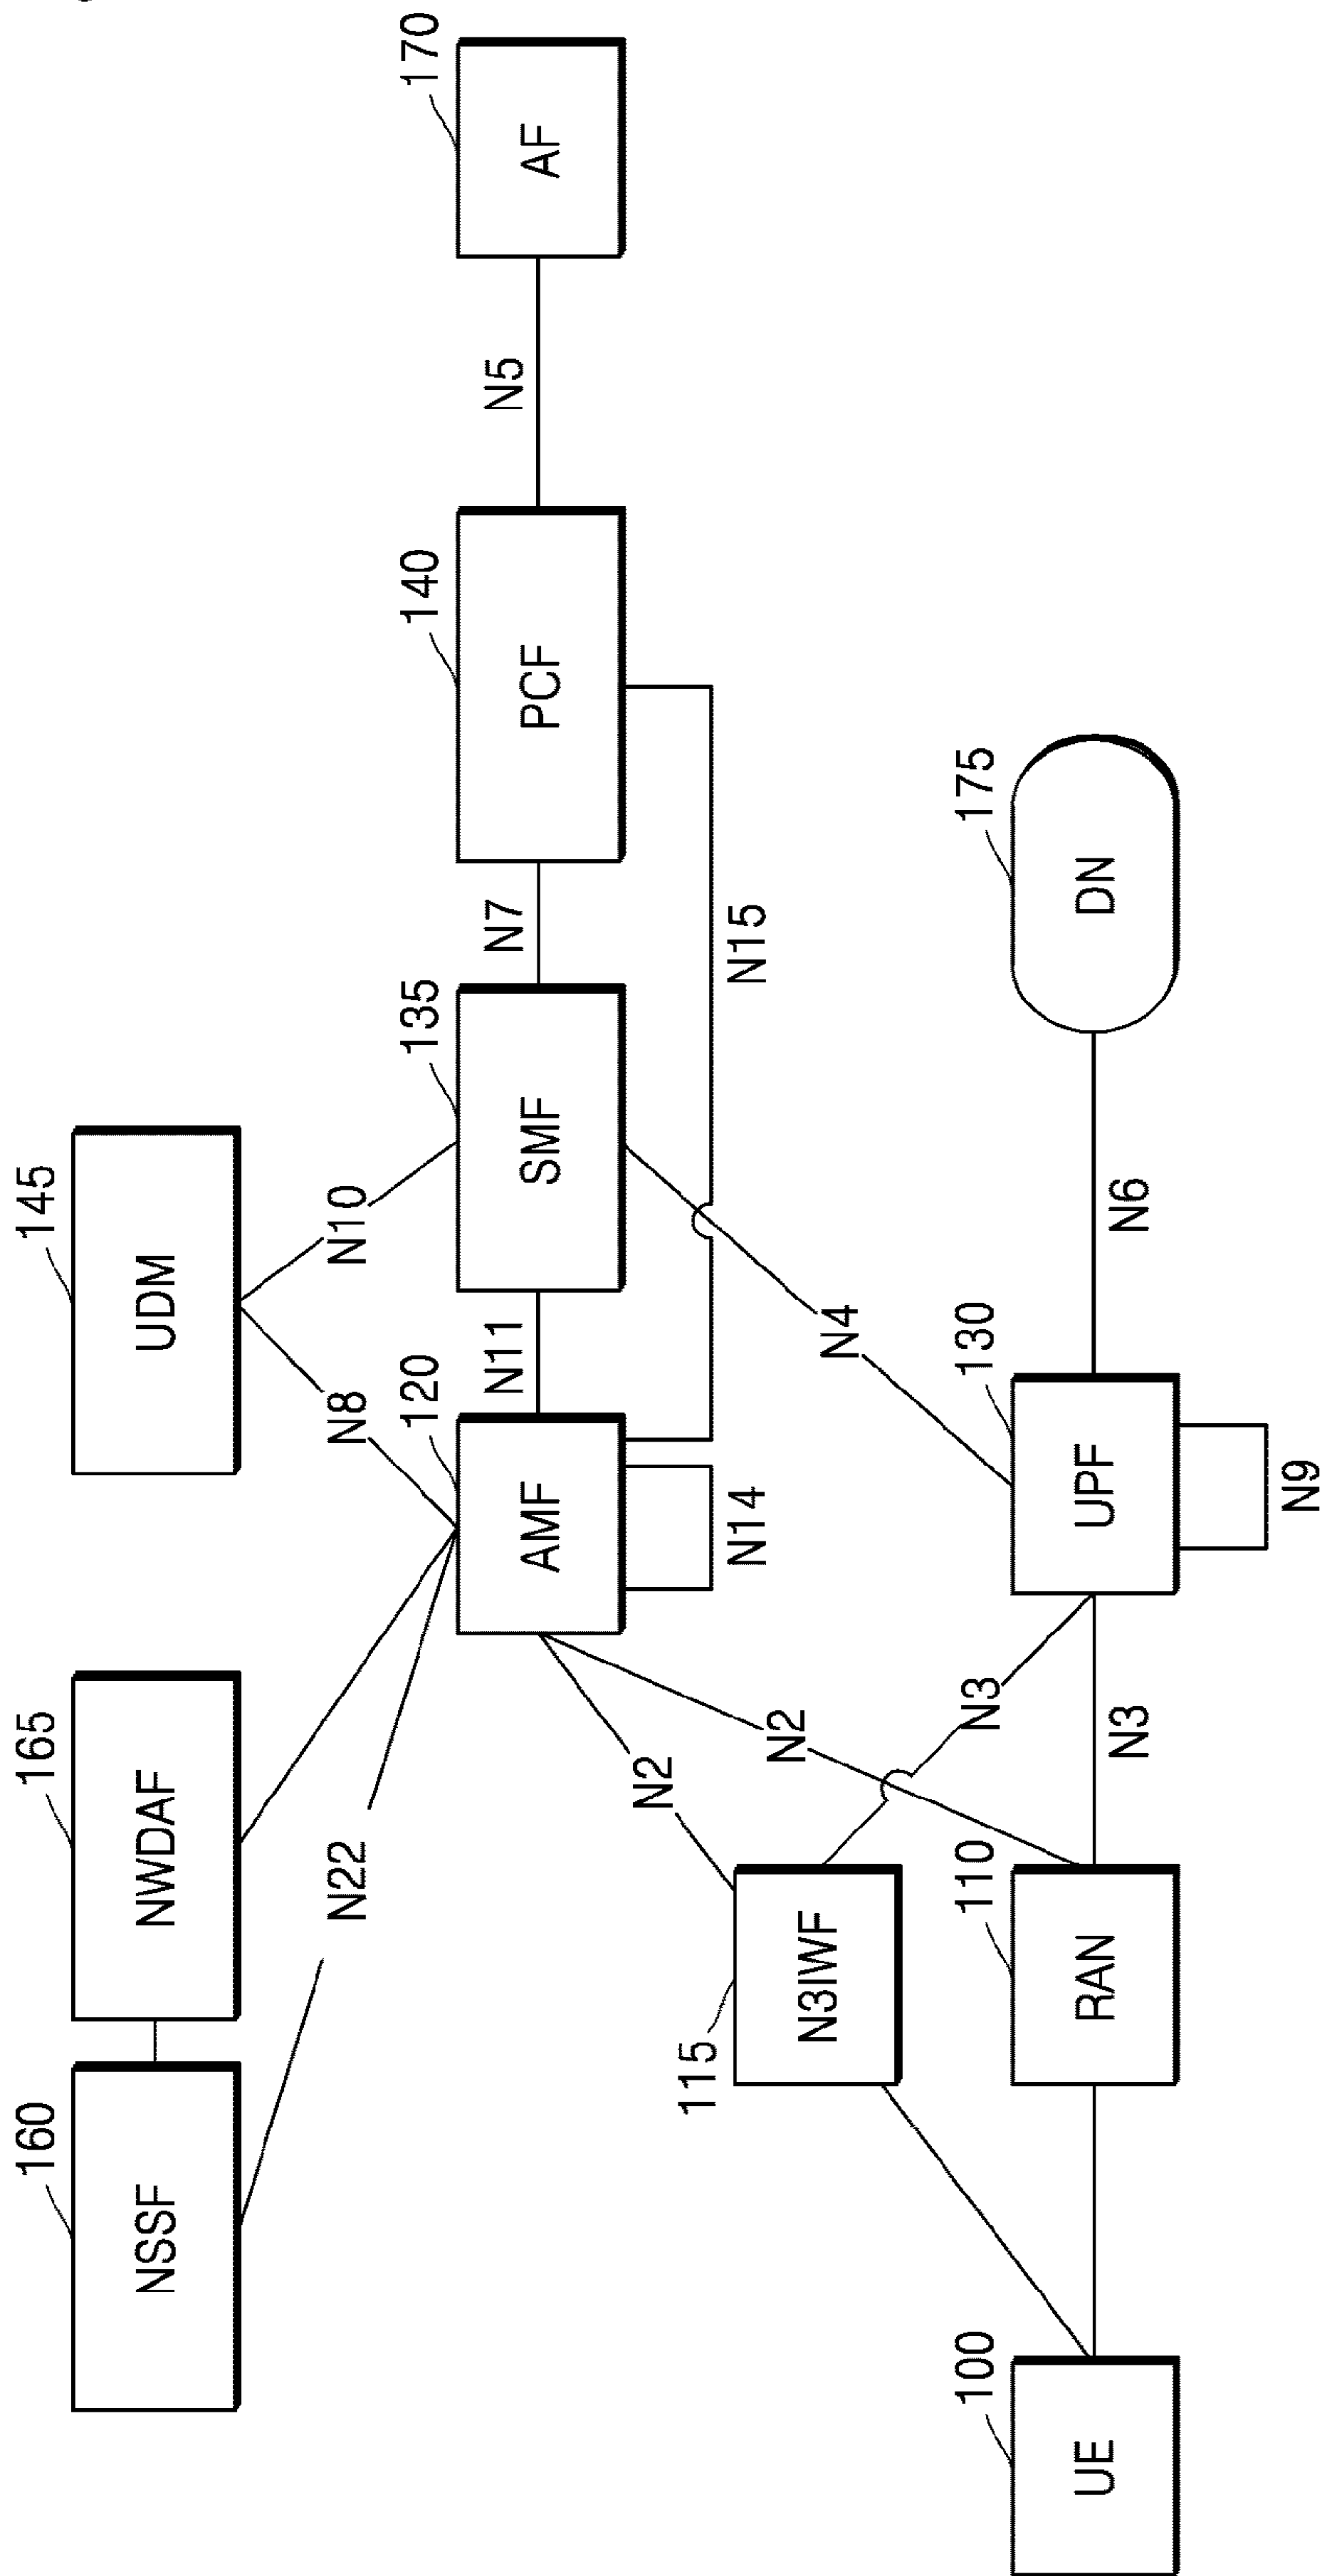 160
NSSF
165
NWDAF
145
UDM
N22
N8
N10
120
AMF
N11
135
SMF
N7
140
PCF
N5
170
AF
N14
N15
N2
N2
115
N3IWF
N3
N4
100
UE
110
RAN
N3
130
UPF
N6
175
DN
N9